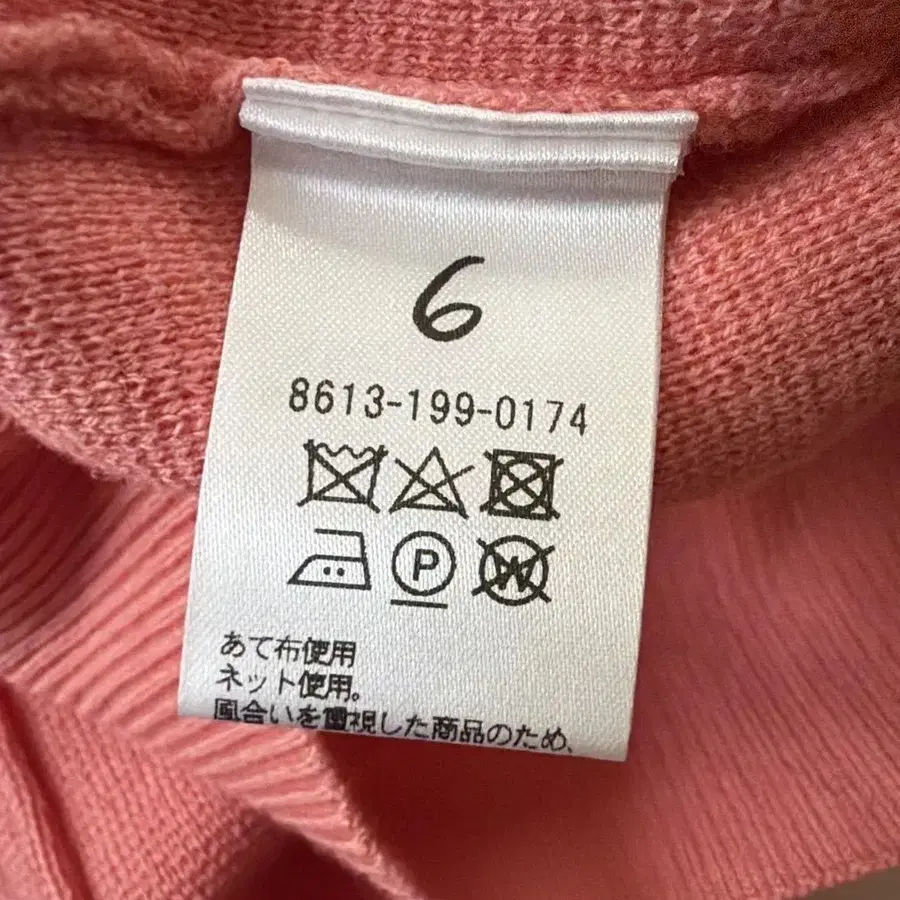 6
8613-199-0174
P
W
あて布使用
ネット使用。
風合いを重視した商品のため、